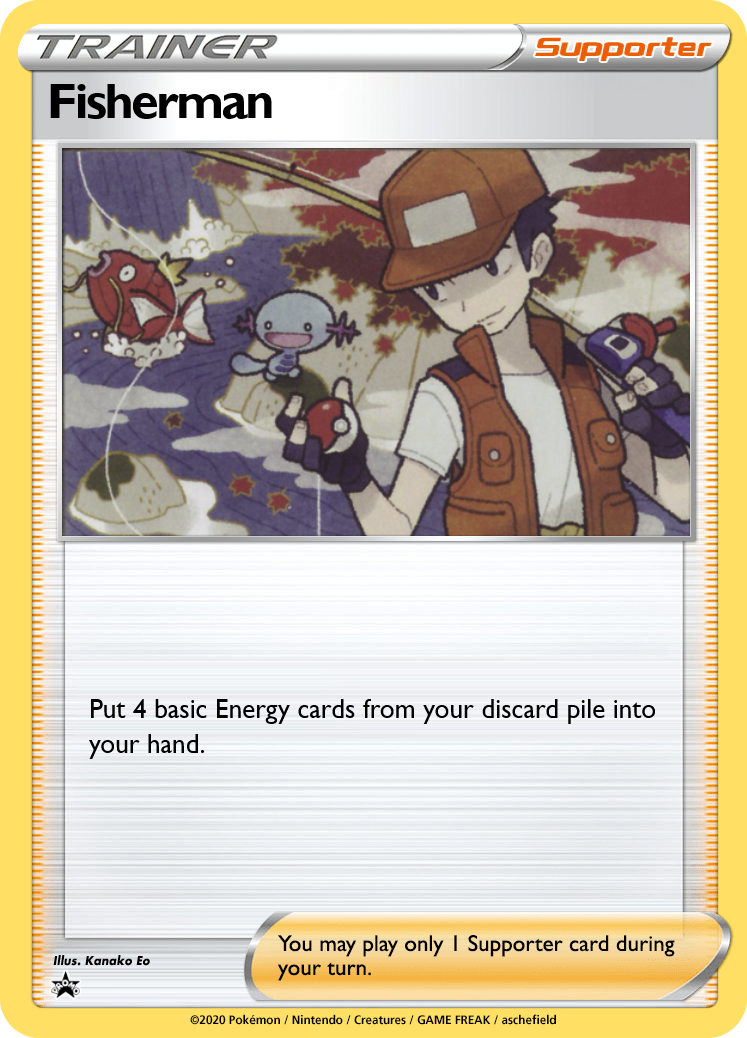 TRAINER
Supporter
Fisherman
Put 4 basic Energy cards from your discard pile into
your hand.
You may play only 1 Supporter card during
your turn.
Illus. Kanako Eo
PROMO
©2020 Pokémon / Nintendo / Creatures / GAME FREAK / aschefield